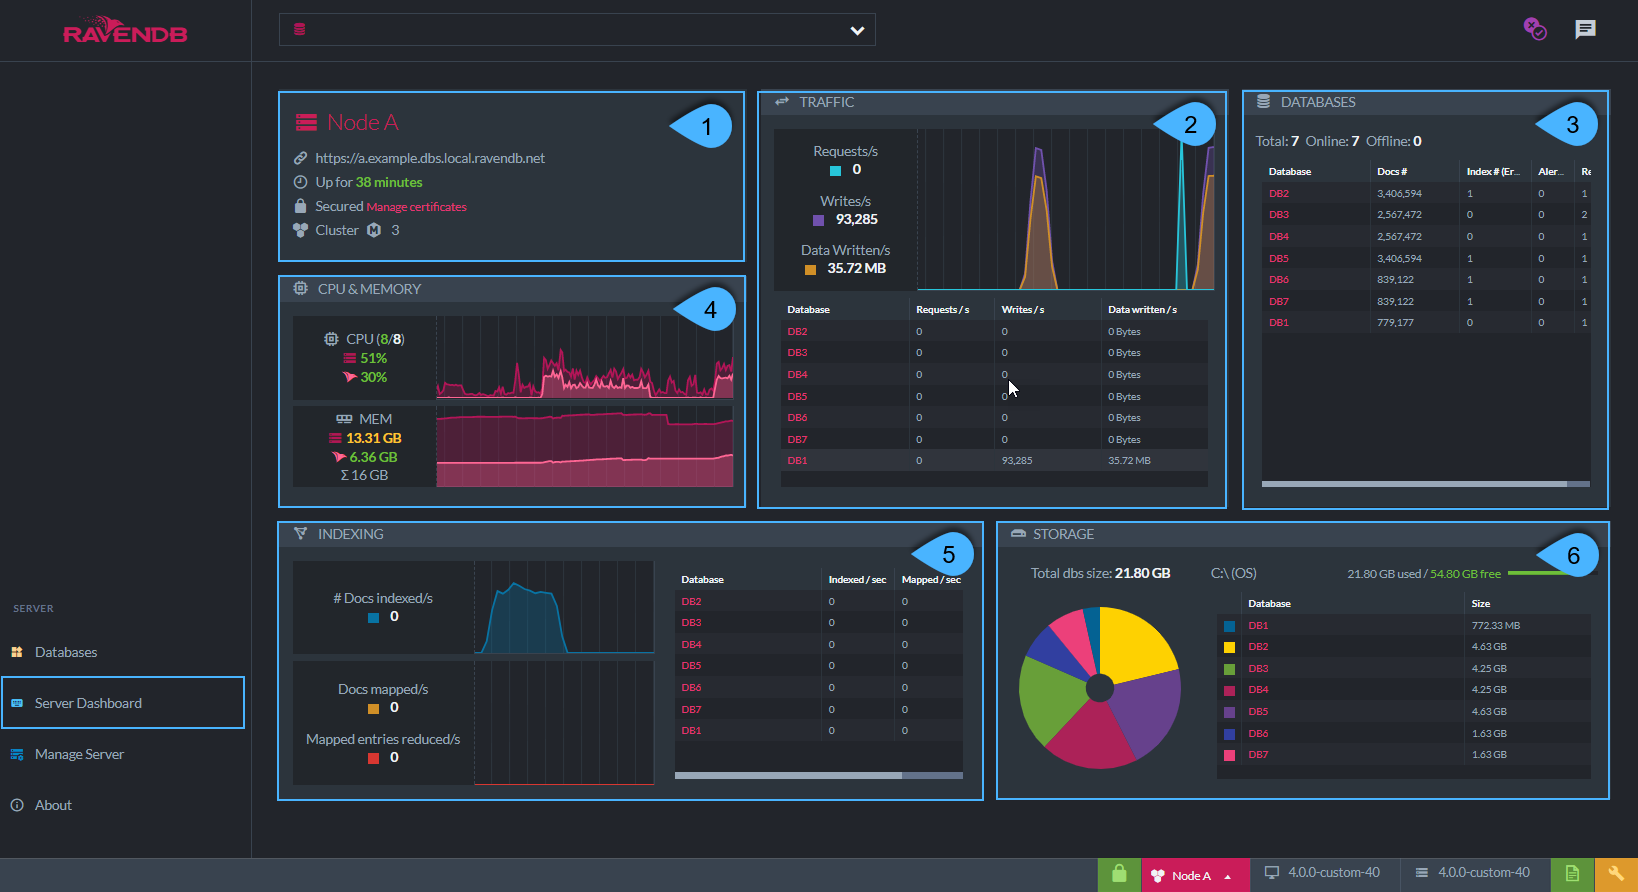 RAVENDB
Node A
1
https://a.example.dbs.local.ravendb.net
Up for 38 minutes
Secured Manage certificates
Cluster M 3
TRAFFIC
2
Requests/s
0
Writes/s
93,285
Data Written/s
35.72 MB
Database Requests / s Writes / s Data written / s
DB2 0 0 0 Bytes
DB3 0 0 0 Bytes
DB4 0 0 0 Bytes
DB5 0 0 0 Bytes
DB6 0 0 0 Bytes
DB7 0 0 0 Bytes
DB1 0 93,285 35.72 MB
DATABASES
3
Total: 7 Online: 7 Offline: 0
Database Docs # Index # (Er... Aler... Re
DB2 3,406,594 1 0 1
DB3 2,567,472 0 0 2
DB4 2,567,472 0 0 1
DB5 3,406,594 1 0 1
DB6 839,122 1 0 1
DB7 839,122 1 0 1
DB1 779,177 0 0 1
CPU & MEMORY
4
CPU (8/8)
51%
30%
MEM
13.31 GB
6.36 GB
Σ 16 GB
INDEXING
5
# Docs indexed/s
0
Docs mapped/s
0
Mapped entries reduced/s
0
Database Indexed / sec Mapped / sec
DB2 0 0
DB3 0 0
DB4 0 0
DB5 0 0
DB6 0 0
DB7 0 0
DB1 0 0
STORAGE
6
Total dbs size: 21.80 GB C:\ (OS) 21.80 GB used / 54.80 GB free
Database Size
DB1 772.33 MB
DB2 4.63 GB
DB3 4.25 GB
DB4 4.25 GB
DB5 4.63 GB
DB6 1.63 GB
DB7 1.63 GB
SERVER
Databases
Server Dashboard
Manage Server
About
Node A 4.0.0-custom-40 4.0.0-custom-40